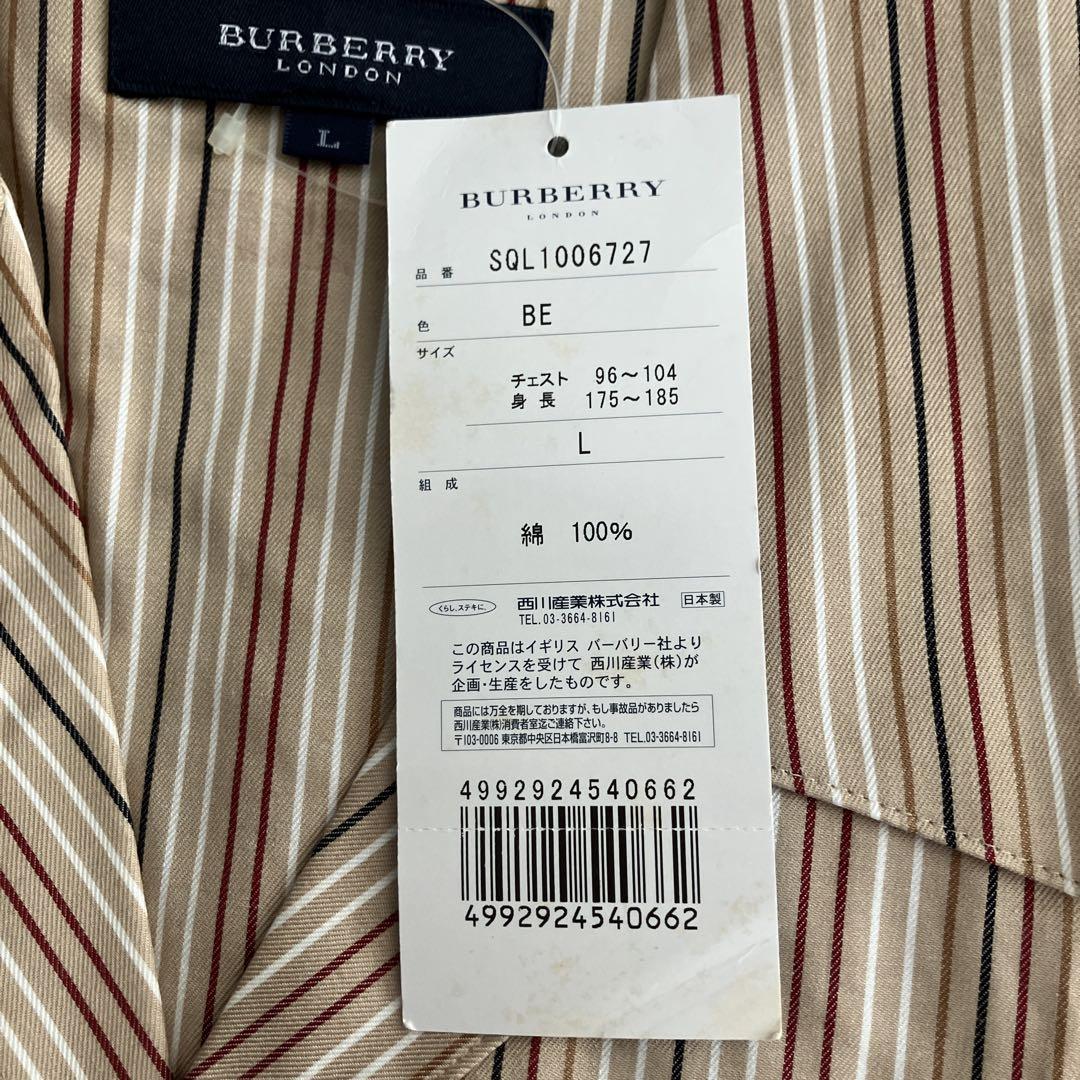 BURBERRY
LONDON
L
BURBERRY
LONDON
品番 SQL1006727
色 BE
サイズ
チェスト 96～104
身長 175～185
L
組成
綿 100%
くらし、ステキに。 西川産業株式会社 日本製
TEL.03-3664-8161
この商品はイギリス バーバリー社より
ライセンスを受けて 西川産業(株)が
企画・生産をしたものです。
商品には万全を期しておりますが、もし事故品がありましたら
西川産業(株)消費者室迄ご連絡下さい。
〒103-0006 東京都中央区日本橋富沢町8-8 TEL.03-3664-8161
4992924540662
4992924540662